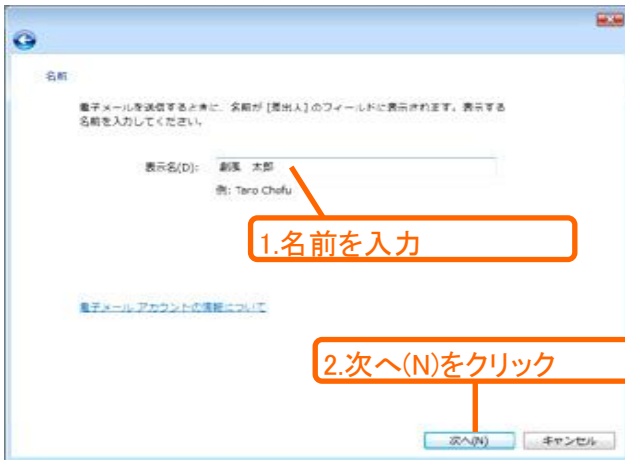 名前
電子メールを送信するときに、名前が [差出人] のフィールドに表示されます。表示する
名前を入力してください。
表示名(D): 創風 太郎
例: Taro Chofu
1.名前を入力
電子メール アカウントの情報について
2.次へ(N)をクリック
次へ(N) キャンセル